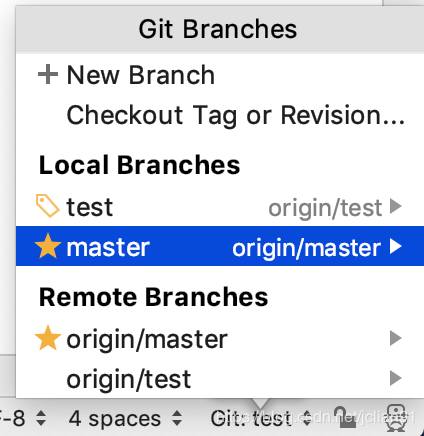 Git Branches
New Branch
Checkout Tag or Revision...
Local Branches
test origin/test
master origin/master
Remote Branches
origin/master
origin/test
F-8 4 spaces Git: test